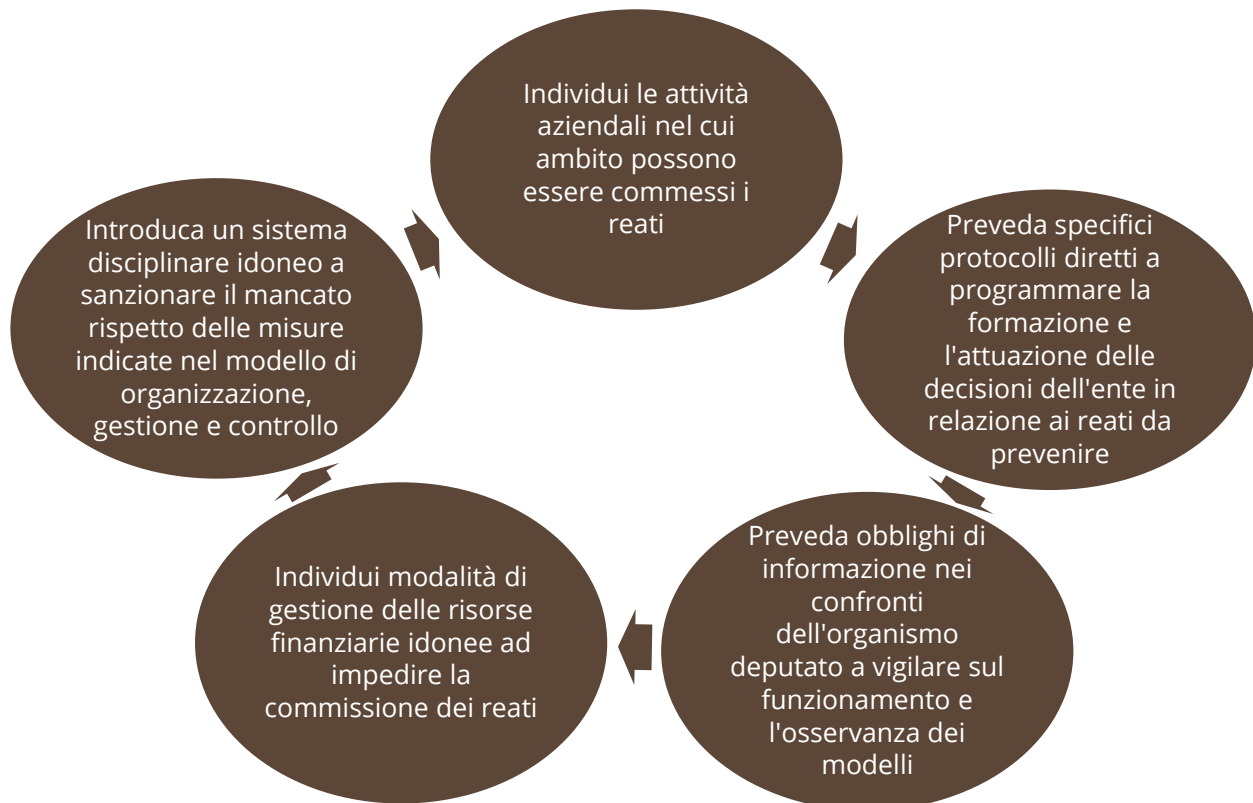 Individui le attività
aziendali nel cui
ambito possono
essere commessi i
reati
Preveda specifici
protocolli diretti a
programmare la
formazione e
l'attuazione delle
decisioni dell'ente in
relazione ai reati da
prevenire
Preveda obblighi di
informazione nei
confronti
dell'organismo
deputato a vigilare sul
funzionamento e
l'osservanza dei
modelli
Individui modalità di
gestione delle risorse
finanziarie idonee ad
impedire la
commissione dei reati
Introduca un sistema
disciplinare idoneo a
sanzionare il mancato
rispetto delle misure
indicate nel modello di
organizzazione,
gestione e controllo